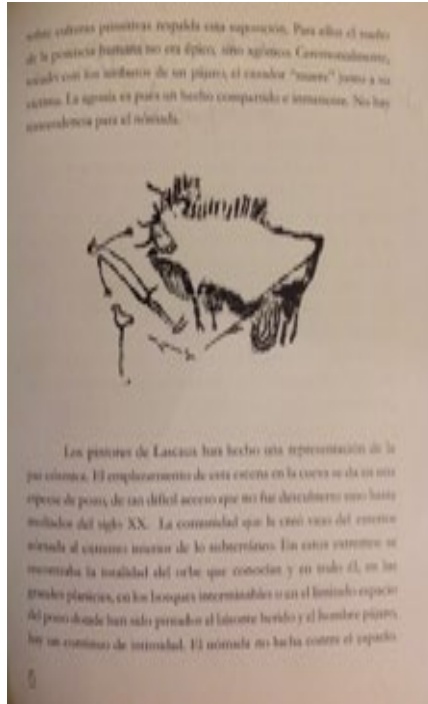 sobre culturas primitivas respalda esta suposición. Para ellos el sueño
de la potencia humana no era épico, sino agónico. Ceremonialmente,
tocado con los atributos de un pájaro, el cazador "muere" junto a su
víctima. La agonía es pues un hecho compartido e inmanente. No hay
trascendencia para el nómada.
Los pintores de Lascaux han hecho una representación de la
paz cósmica. El emplazamiento de esta escena en la cueva se da en una
especie de pozo, de tan difícil acceso que no fue descubierto sino hasta
mediados del siglo XX. La comunidad que la creó vino del exterior
nómada al extremo interior de lo subterráneo. En estos extremos se
encontraba la totalidad del orbe que conocían y en todo él, en las
grandes planicies, en los bosques interminables o en el limitado espacio
del pozo donde han sido pintados el bisonte herido y el hombre pájaro,
hay un continuo de intimidad. El nómada no lucha contra el espacio